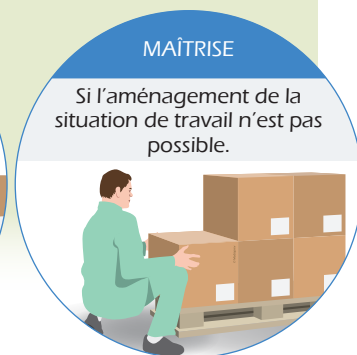 MAÎTRISE
Si l'aménagement de la
situation de travail n'est pas
possible.